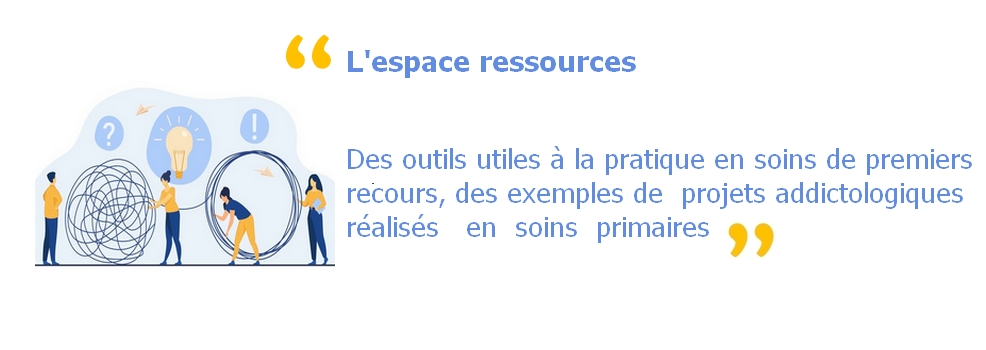 “ L'espace ressources
Des outils utiles à la pratique en soins de premiers
recours, des exemples de projets addictologiques
réalisés en soins primaires ”
? !